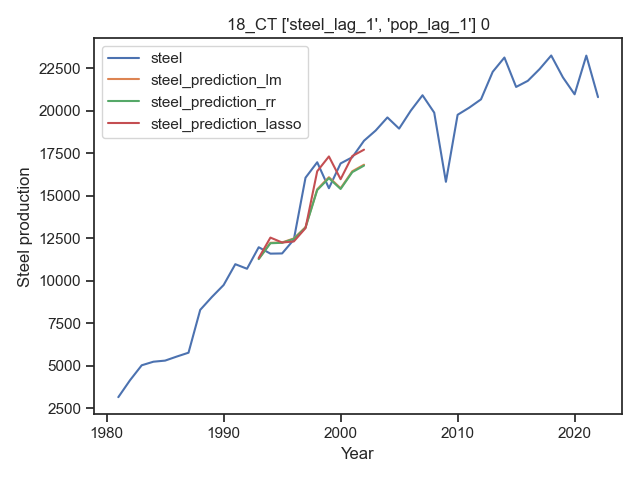 18_CT ['steel_lag_1', 'pop_lag_1'] 0
steel
steel_prediction_lm
steel_prediction_rr
steel_prediction_lasso
22500
20000
17500
15000
12500
10000
7500
5000
2500
Steel production
1980
1990
2000
2010
2020
Year